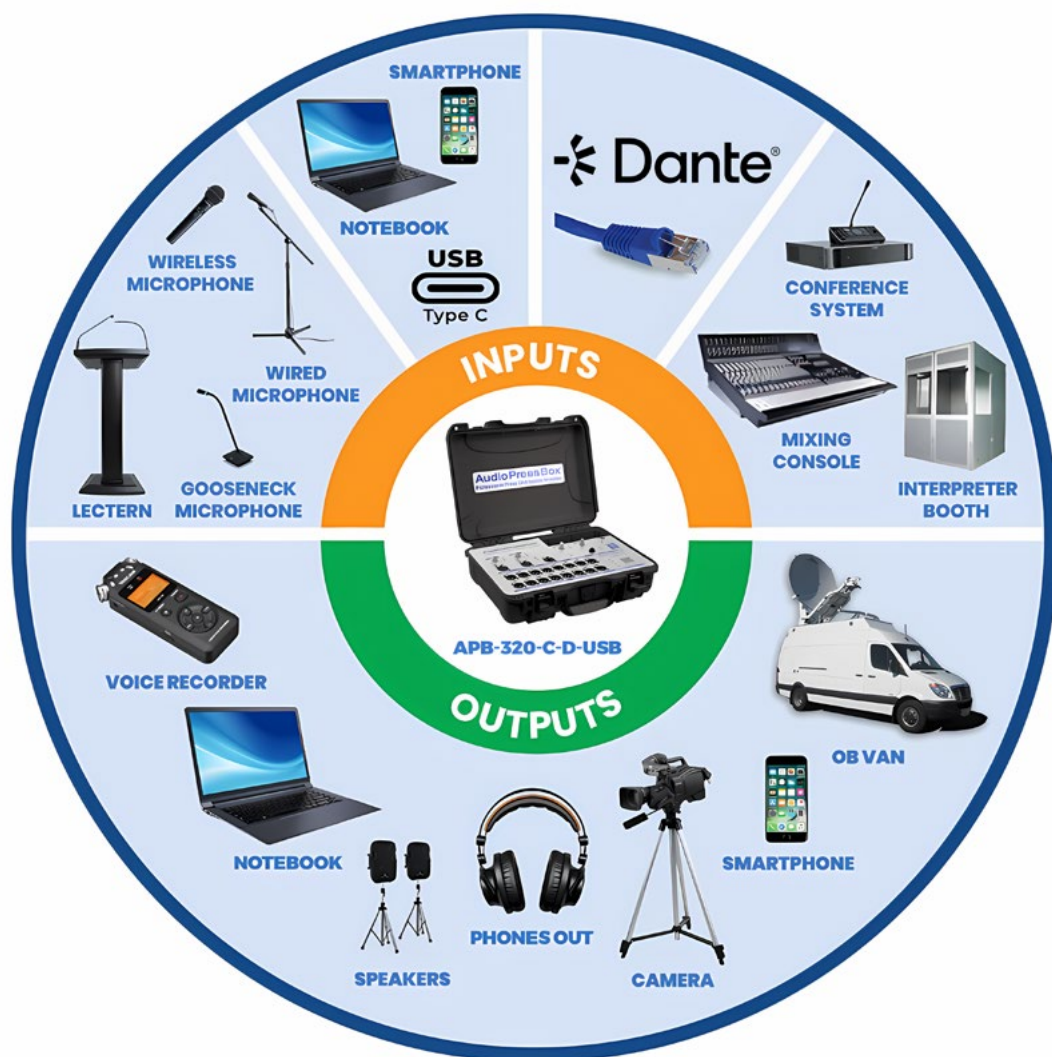 SMARTPHONE
NOTEBOOK
USB
Type C
Dante®
WIRELESS
MICROPHONE
WIRED
MICROPHONE
LECTERN
GOOSENECK
MICROPHONE
CONFERENCE
SYSTEM
MIXING
CONSOLE
INTERPRETER
BOOTH
INPUTS
AudioPressBox
APB-320-C-D-USB
OUTPUTS
VOICE RECORDER
NOTEBOOK
SPEAKERS
PHONES OUT
CAMERA
SMARTPHONE
OB VAN